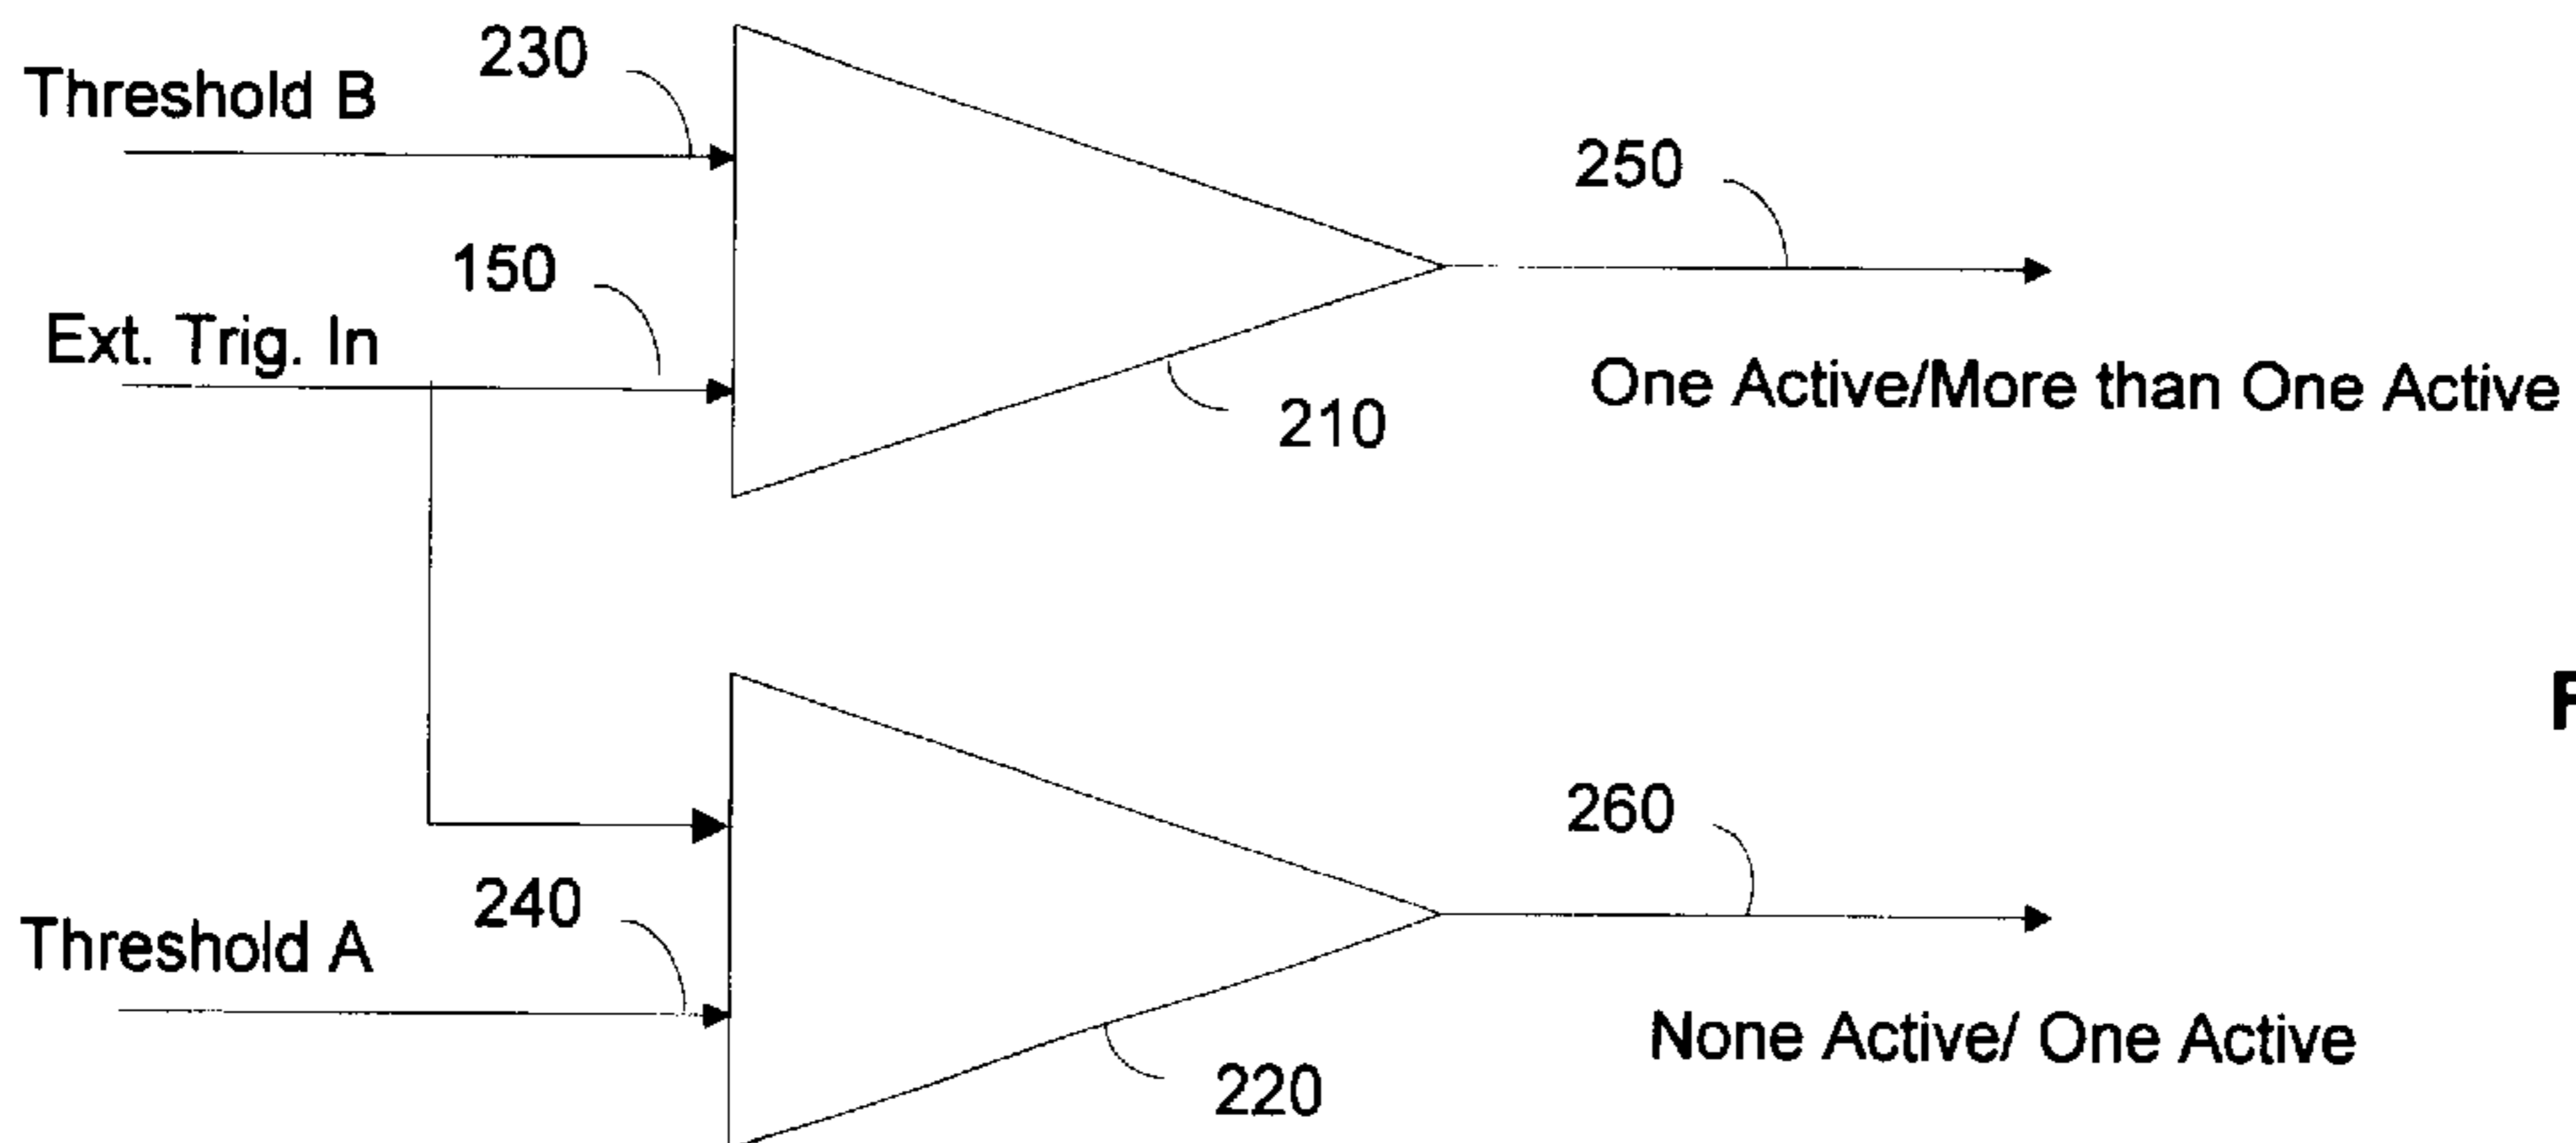 230
Threshold B
250
150
Ext. Trig. In
One Active/More than One Active
210
F
260
240
Threshold A
None Active/ One Active
220